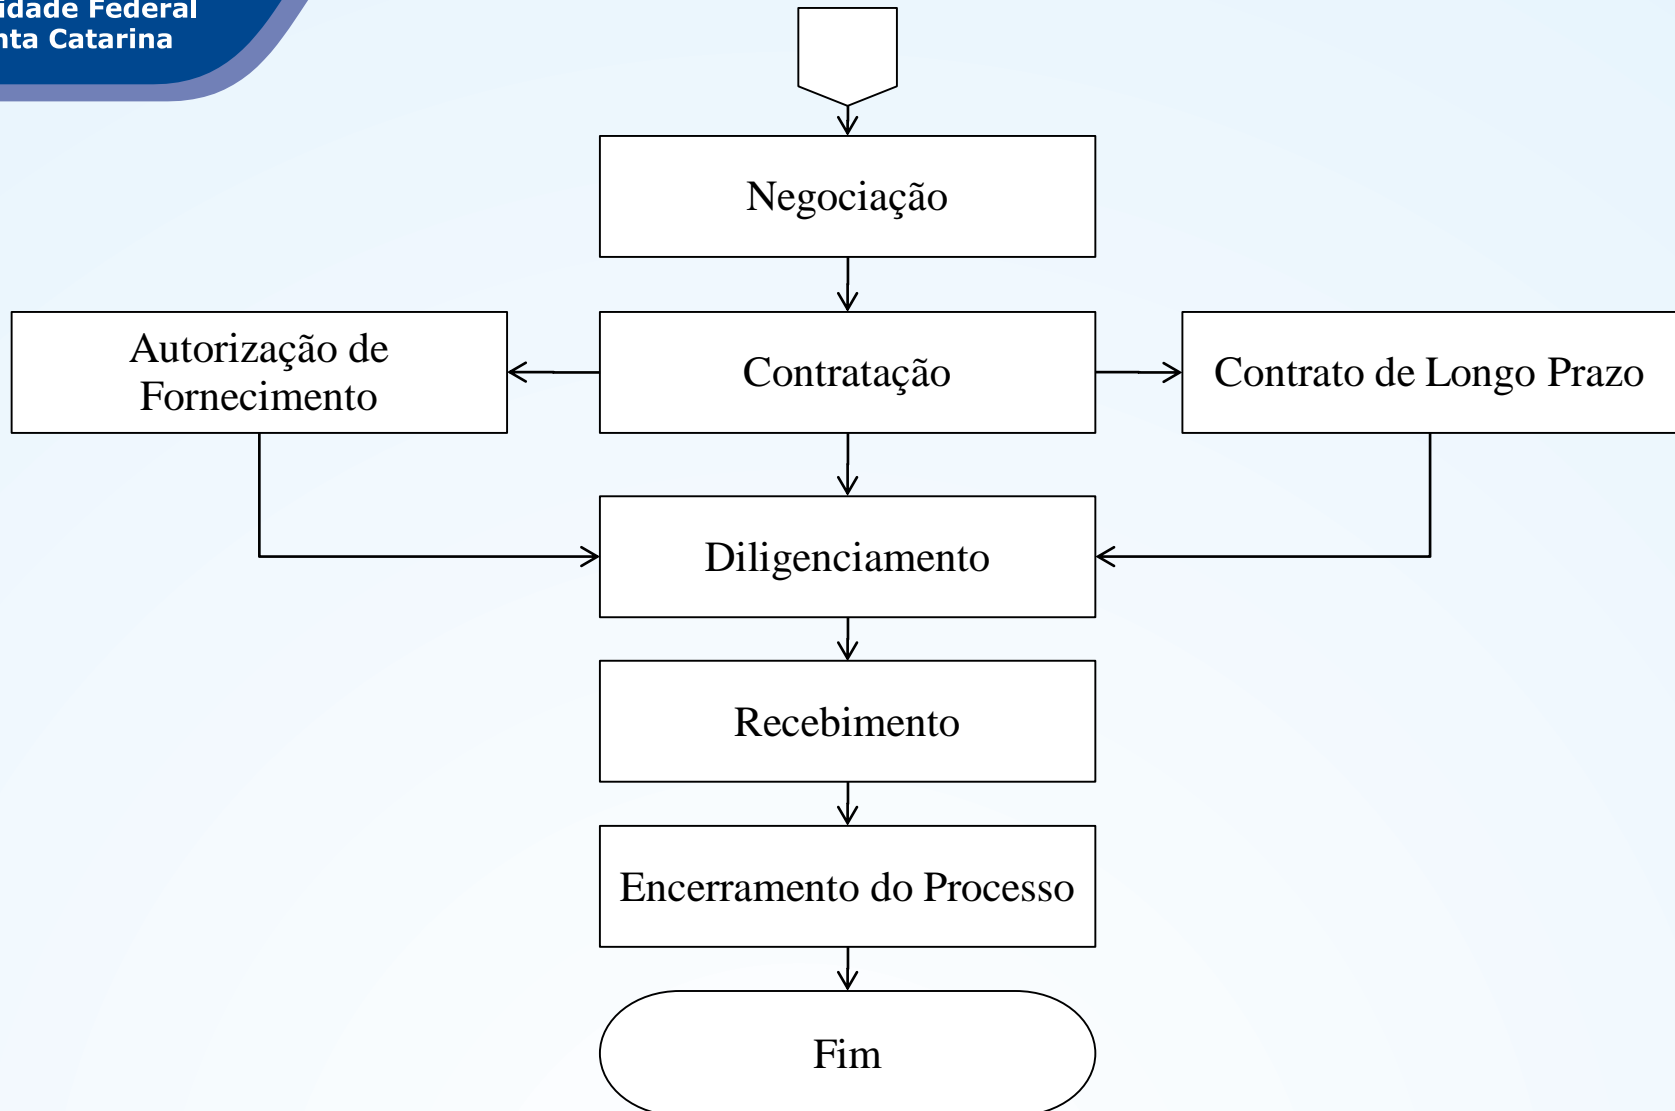 idade Federal
nta Catarina
Negociação
Autorização de
Fornecimento
Contratação
Contrato de Longo Prazo
Diligenciamento
Recebimento
Encerramento do Processo
Fim